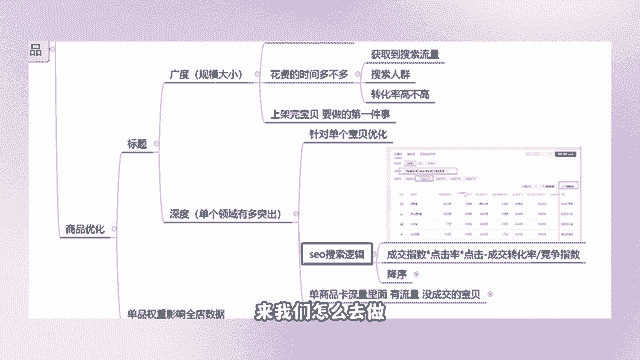 品
获取到搜索流量
广度（规模大小）
花费的时间多不多
搜索人群
转化率高不高
上架完宝贝 要做的第一件事
标题
针对单个宝贝优化
深度（单个领域有多突出）
商品优化
seo搜索逻辑
成交指数*点击率*点击-成交转化率/竞争指数
降序
单商品卡流量里面 有流量 没成交的宝贝
单品权重影响全店数据
来我们怎么去做